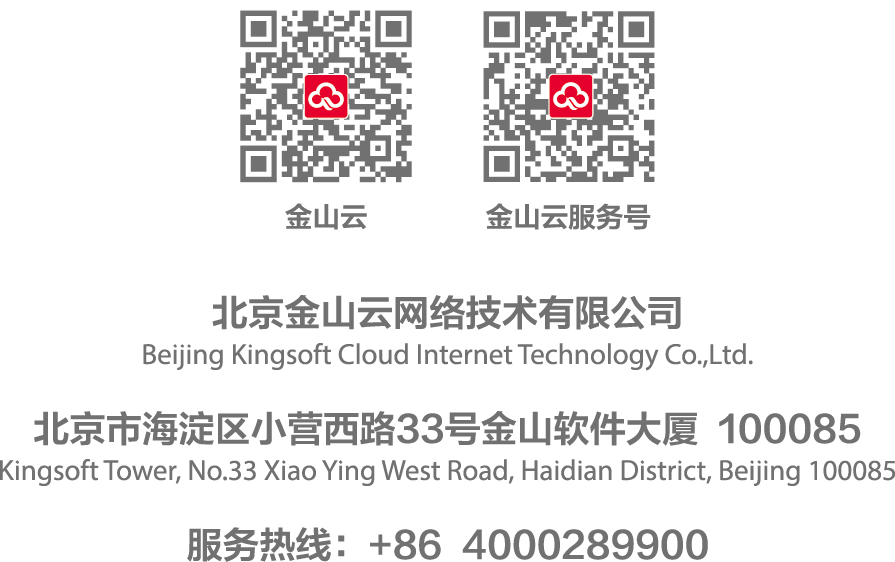 金山云
金山云服务号
北京金山云网络技术有限公司
Beijing Kingsoft Cloud Internet Technology Co.,Ltd.
北京市海淀区小营西路33号金山软件大厦 100085
Kingsoft Tower, No.33 Xiao Ying West Road, Haidian District, Beijing 100085
服务热线：+86 4000289900